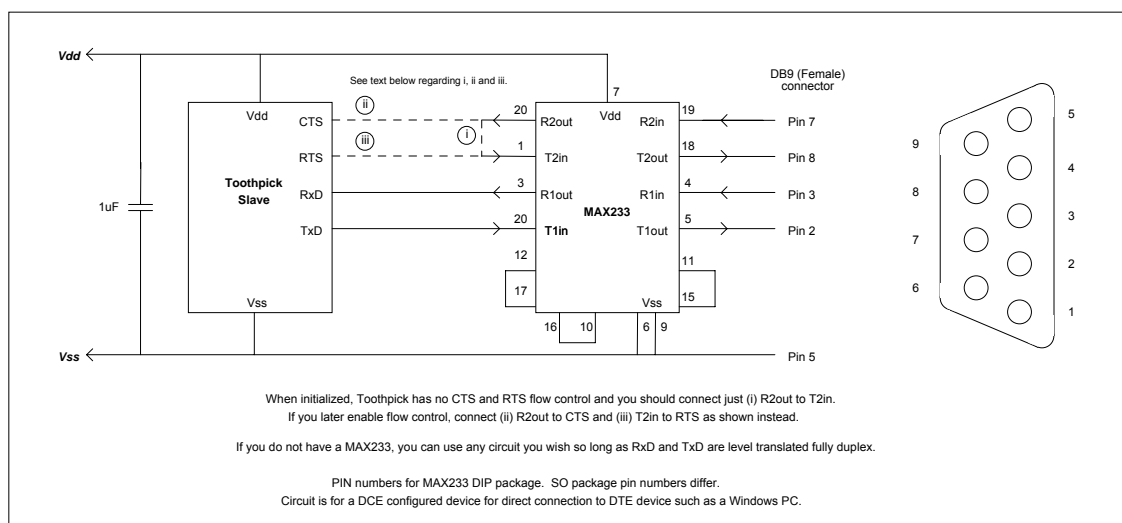 Vdd
See text below regarding i, ii and iii.
DB9 (Female)
connector
7
Vdd
CTS
ii
20
R2out
Vdd
R2in
19
Pin 7
5
i
9
RTS
iii
1
T2in
T2out
18
Pin 8
4
Toothpick
Slave
RxD
3
R1out
R1in
4
Pin 3
8
1uF
MAX233
3
TxD
20
T1in
T1out
5
Pin 2
7
12
11
2
17
Vss
15
6
Vss
1
16
10
6
9
Vss
Pin 5
When initialized, Toothpick has no CTS and RTS flow control and you should connect just (i) R2out to T2in.
If you later enable flow control, connect (ii) R2out to CTS and (iii) T2in to RTS as shown instead.
If you do not have a MAX233, you can use any circuit you wish so long as RxD and TxD are level translated fully duplex.
PIN numbers for MAX233 DIP package. SO package pin numbers differ.
Circuit is for a DCE configured device for direct connection to DTE device such as a Windows PC.